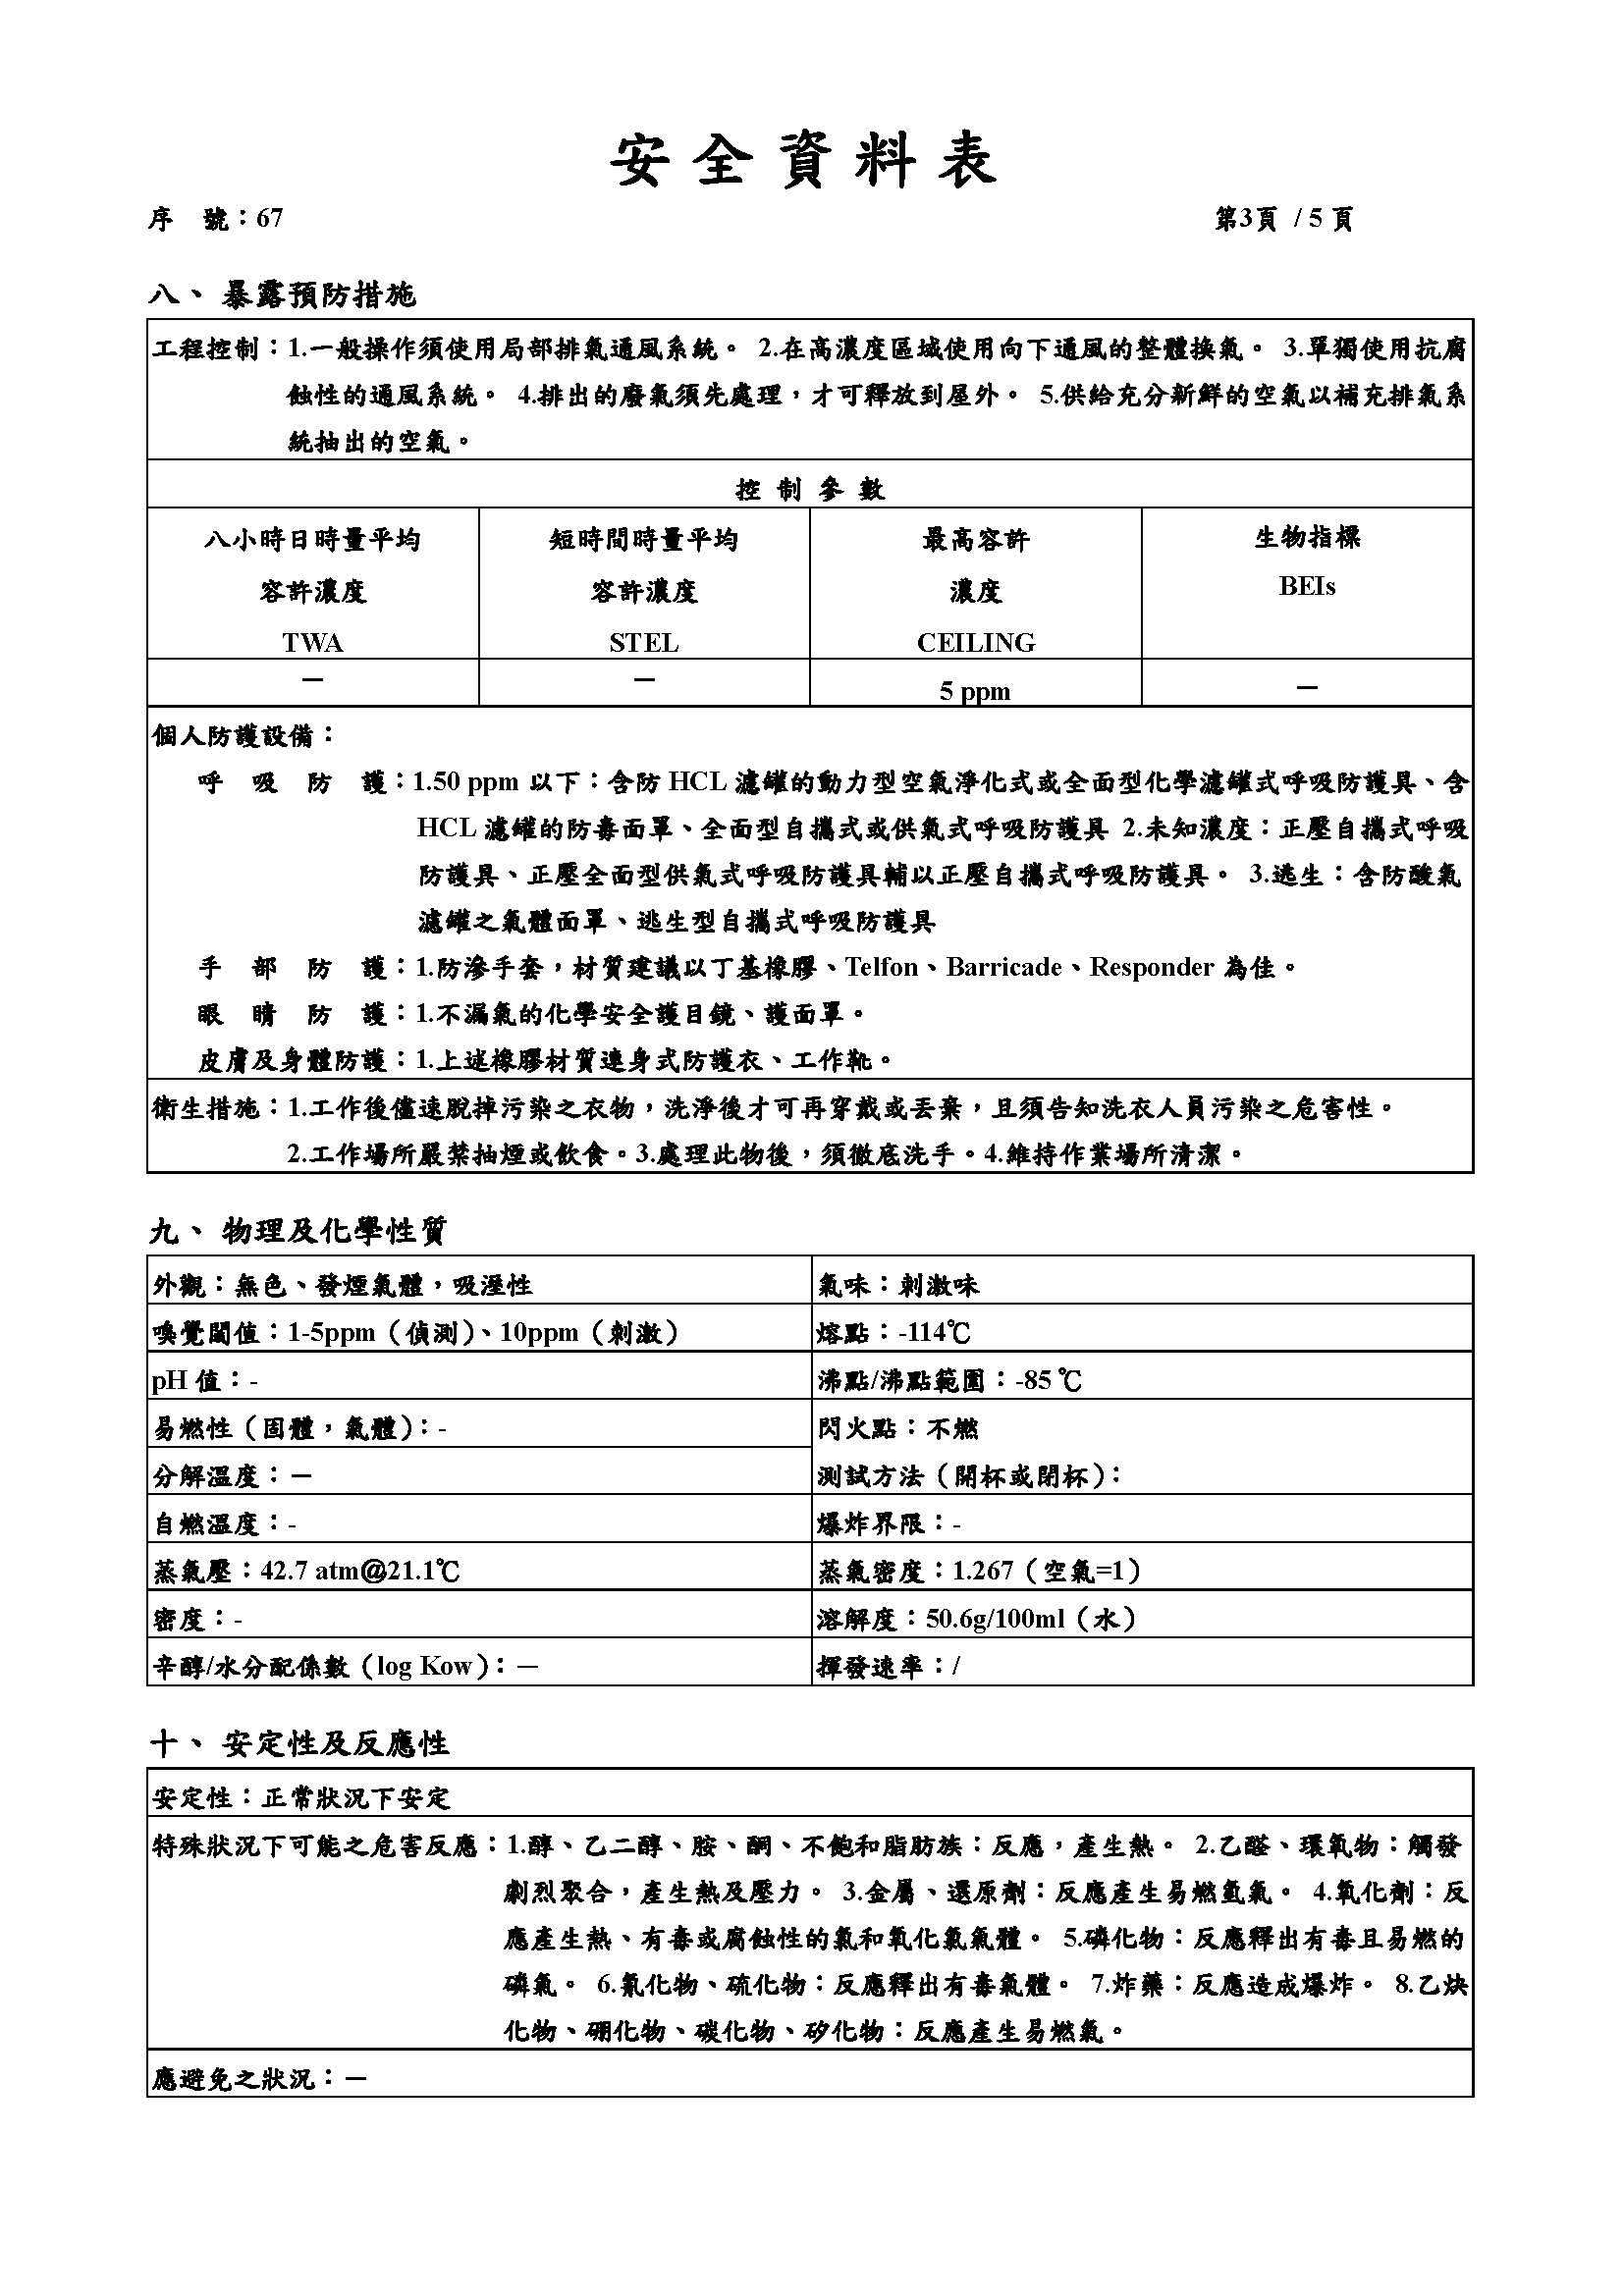 安全資料表
序　號：67　第3頁 / 5 頁
八、 暴露預防措施
工程控制：1.一般操作須使用局部排氣通風系統。 2.在高濃度區域使用向下通風的整體換氣。 3.單獨使用抗腐
蝕性的通風系統。 4.排出的廢氣須先處理，才可釋放到屋外。 5.供給充分新鮮的空氣以補充排氣系
統抽出的空氣。
控 制 參 數
八小時日時量平均 短時間時量平均 最高容許 生物指標
容許濃度 容許濃度 濃度 BEIs
TWA STEL CEILING
－ － 5 ppm －
個人防護設備：
呼 吸 防 護：1.50 ppm 以下：含防 HCL 濾罐的動力型空氣淨化式或全面型化學濾罐式呼吸防護具、含
HCL 濾罐的防毒面罩、全面型自攜式或供氣式呼吸防護具 2.未知濃度：正壓自攜式呼吸
防護具、正壓全面型供氣式呼吸防護具輔以正壓自攜式呼吸防護具。 3.逃生：含防酸氣
濾罐之氣體面罩、逃生型自攜式呼吸防護具
手 部 防 護：1.防滲手套，材質建議以丁基橡膠、Telfon、Barricade、Responder 為佳。
眼 睛 防 護：1.不漏氣的化學安全護目鏡、護面罩。
皮膚及身體防護：1.上述橡膠材質連身式防護衣、工作靴。
衛生措施：1.工作後儘速脫掉污染之衣物，洗淨後才可再穿戴或丟棄，且須告知洗衣人員污染之危害性。
2.工作場所嚴禁抽煙或飲食。3.處理此物後，須徹底洗手。4.維持作業場所清潔。
九、 物理及化學性質
外觀：無色、發煙氣體，吸溼性 氣味：刺激味
嗅覺閾值：1-5ppm（偵測）、10ppm（刺激） 熔點：-114℃
pH 值：- 沸點/沸點範圍：-85 ℃
易燃性（固體，氣體）：- 閃火點：不燃
分解溫度：－ 測試方法（開杯或閉杯）：
自燃溫度：- 爆炸界限：-
蒸氣壓：42.7 atm@21.1℃ 蒸氣密度：1.267（空氣=1）
密度：- 溶解度：50.6g/100ml（水）
辛醇/水分配係數（log Kow）：－ 揮發速率：/
十、 安定性及反應性
安定性：正常狀況下安定
特殊狀況下可能之危害反應：1.醇、乙二醇、胺、酮、不飽和脂肪族：反應，產生熱。 2.乙醛、環氧物：觸發
劇烈聚合，產生熱及壓力。 3.金屬、還原劑：反應產生易燃氫氣。 4.氧化劑：反
應產生熱、有毒或腐蝕性的氯和氧化氯氣體。 5.磷化物：反應釋出有毒且易燃的
磷氣。 6.氰化物、硫化物：反應釋出有毒氣體。 7.炸藥：反應造成爆炸。 8.乙炔
化物、硼化物、碳化物、矽化物：反應產生易燃氣。
應避免之狀況：－